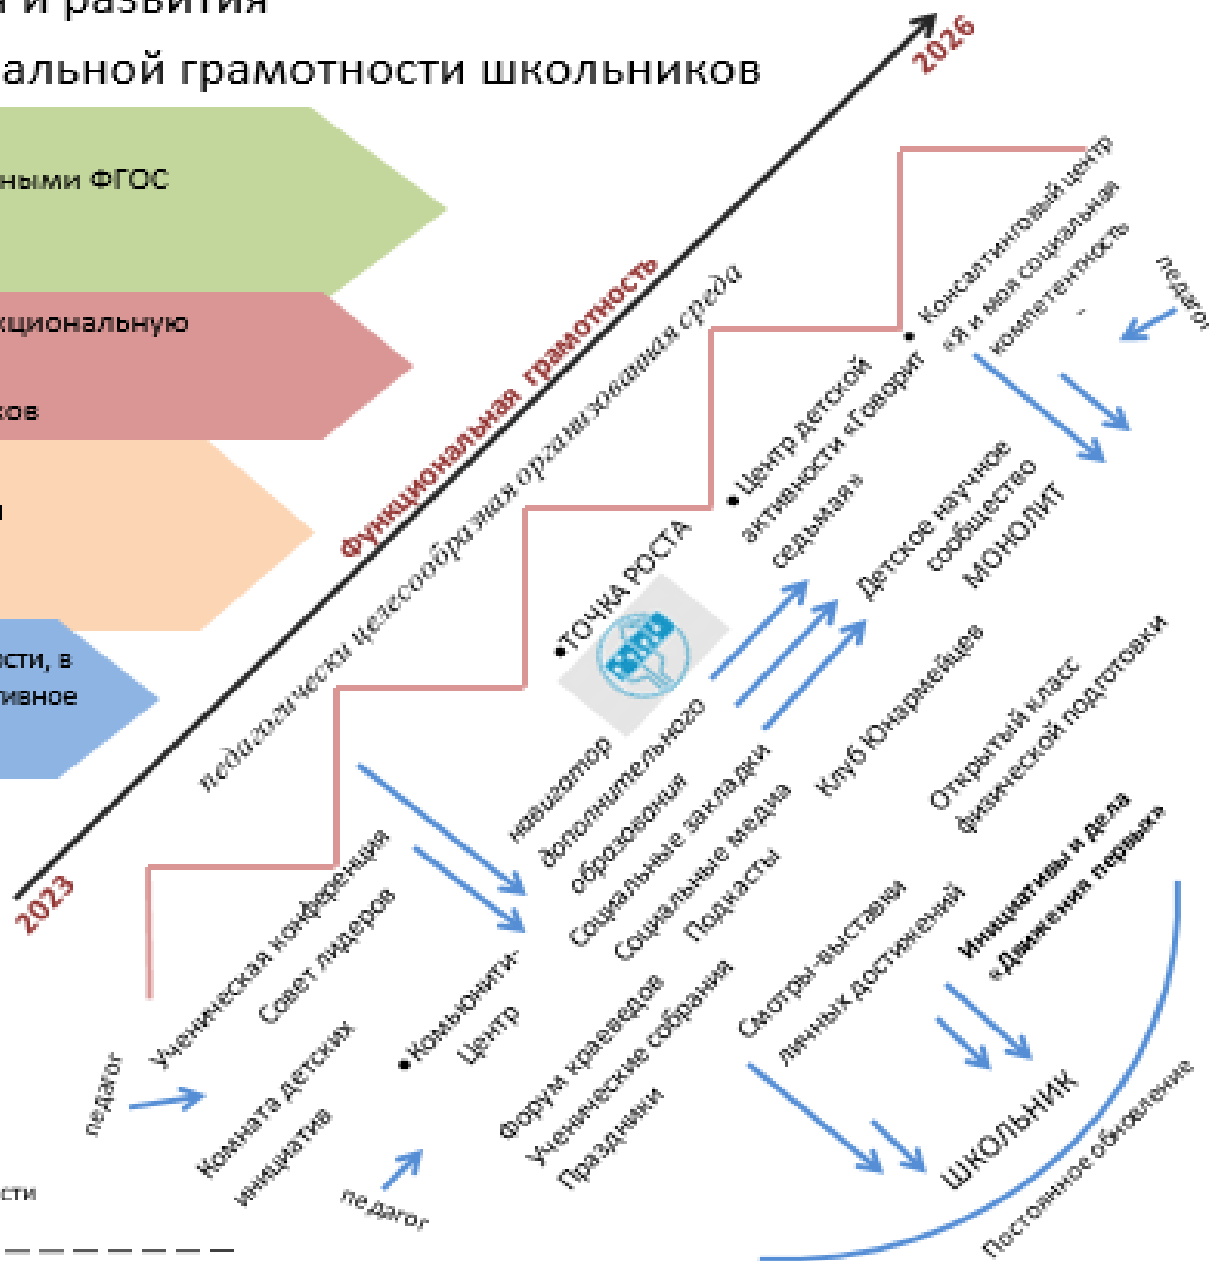 и развития
альной грамотности школьников
ными ФГОС
кциональную
ков
сти, в
тивное
2026
2023
Функциональная грамотность
педагогически целесообразная организованная среда
• Консалтинговый центр
«Я и моя социальная
компетентность
педагог
• Центр детской
активности «Говорит
седьмая»
Детское научное
сообщество
МОНОЛИТ
•ТОЧКА РОСТА
навигатор
дополнительного
образования
Социальные закладки
Социальные медиа
Подкасты
Клуб Юнармейцев
Открытый класс
физической подготовки
Инициативы и дела
«Движения первых»
Ученическая конференция
Совет лидеров
Комната детских
инициатив
педагог
педагог
• Комьюнити-
Центр
Форум краеведов
Ученические собрания
Праздники
Смотры-выставки
личных достижений
ШКОЛЬНИК
Постоянное обновление
сти